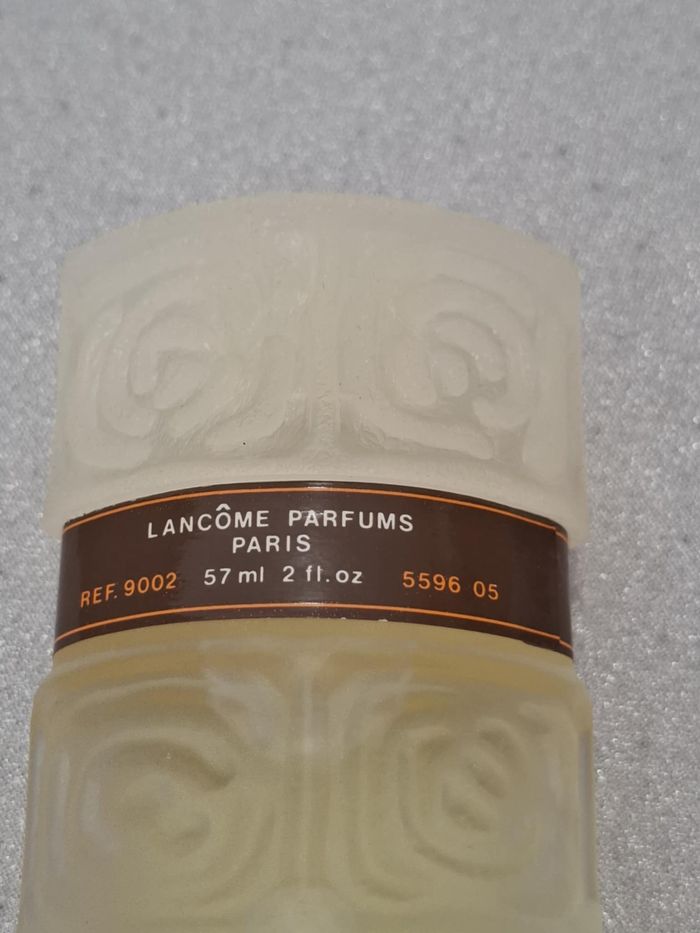 LANCÔME PARFUMS
PARIS
REF. 9002 57 ml 2 fl. oz 5596 05